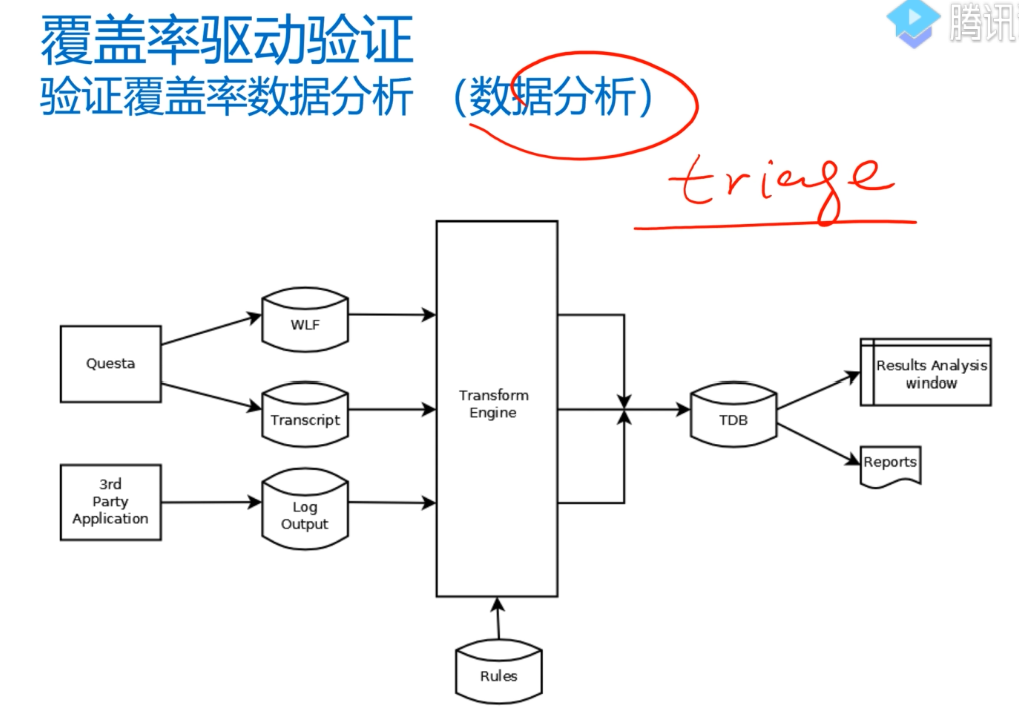 覆盖率驱动验证
腾讯
验证覆盖率数据分析 （数据分析）
triage
WLF
Questa
Transcript
Transform
Engine
TDB
Results Analysis
window
Reports
3rd
Party
Application
Log
Output
Rules